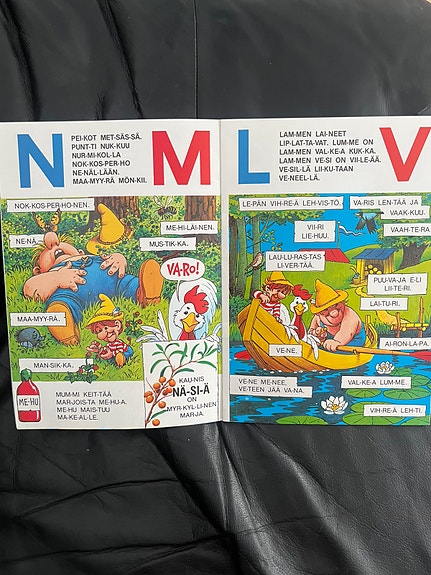 N M
PEI-KOT MET-SÄS-SÄ.
PUNT-TI NUK-KUU
NUR-MI-KOL-LA
NOK-KOS-PER-HO
NE-NÄL-LÄÄN.
MAA-MYY-RÄ MÖN-KII.
NOK-KOS-PER-HO-NEN.
ME-HI-LÄI-NEN.
NE-NÄ.
MUS-TIK-KA.
VA-RO!
MAA-MYY-RÄ.
MAN-SIK-KA.
ME-HU
MUM-MI KEIT-TÄÄ
MAR-JOIS-TA ME-HU-A.
ME-HU MAIS-TUU
MA-KE-AL-LE.
KAU-NIS
NÄ-SI-Ä
ON
MYR-KYL-LI-NEN
MAR-JA.
L V
LAM-MEN LAI-NEET
LIP-LAT-TA-VAT. LUM-ME ON
LAM-MEN VAL-KE-A KUK-KA.
LAM-MEN VE-SI ON VII-LE-ÄÄ.
VE-SIL-LÄ LII-KU-TAAN
VE-NEEL-LÄ.
LE-PÄN VIH-RE-Ä LEH-VIS-TÖ.
VA-RIS LEN-TÄÄ JA
VAAK-KUU.
VII-RI
LIE-HUU.
VAAH-TE-RA
LAU-LU-RAS-TAS
LI-VER-TÄÄ.
PUU-VA-JA E-LI
LII-TE-RI.
LAI-TU-RI.
AI-RON-LA-PA.
VE-NE.
VE-NE ME-NEE,
VE-TEEN JÄÄ VA-NA.
VAL-KE-A LUM-ME.
VIH-RE-Ä LEH-TI.